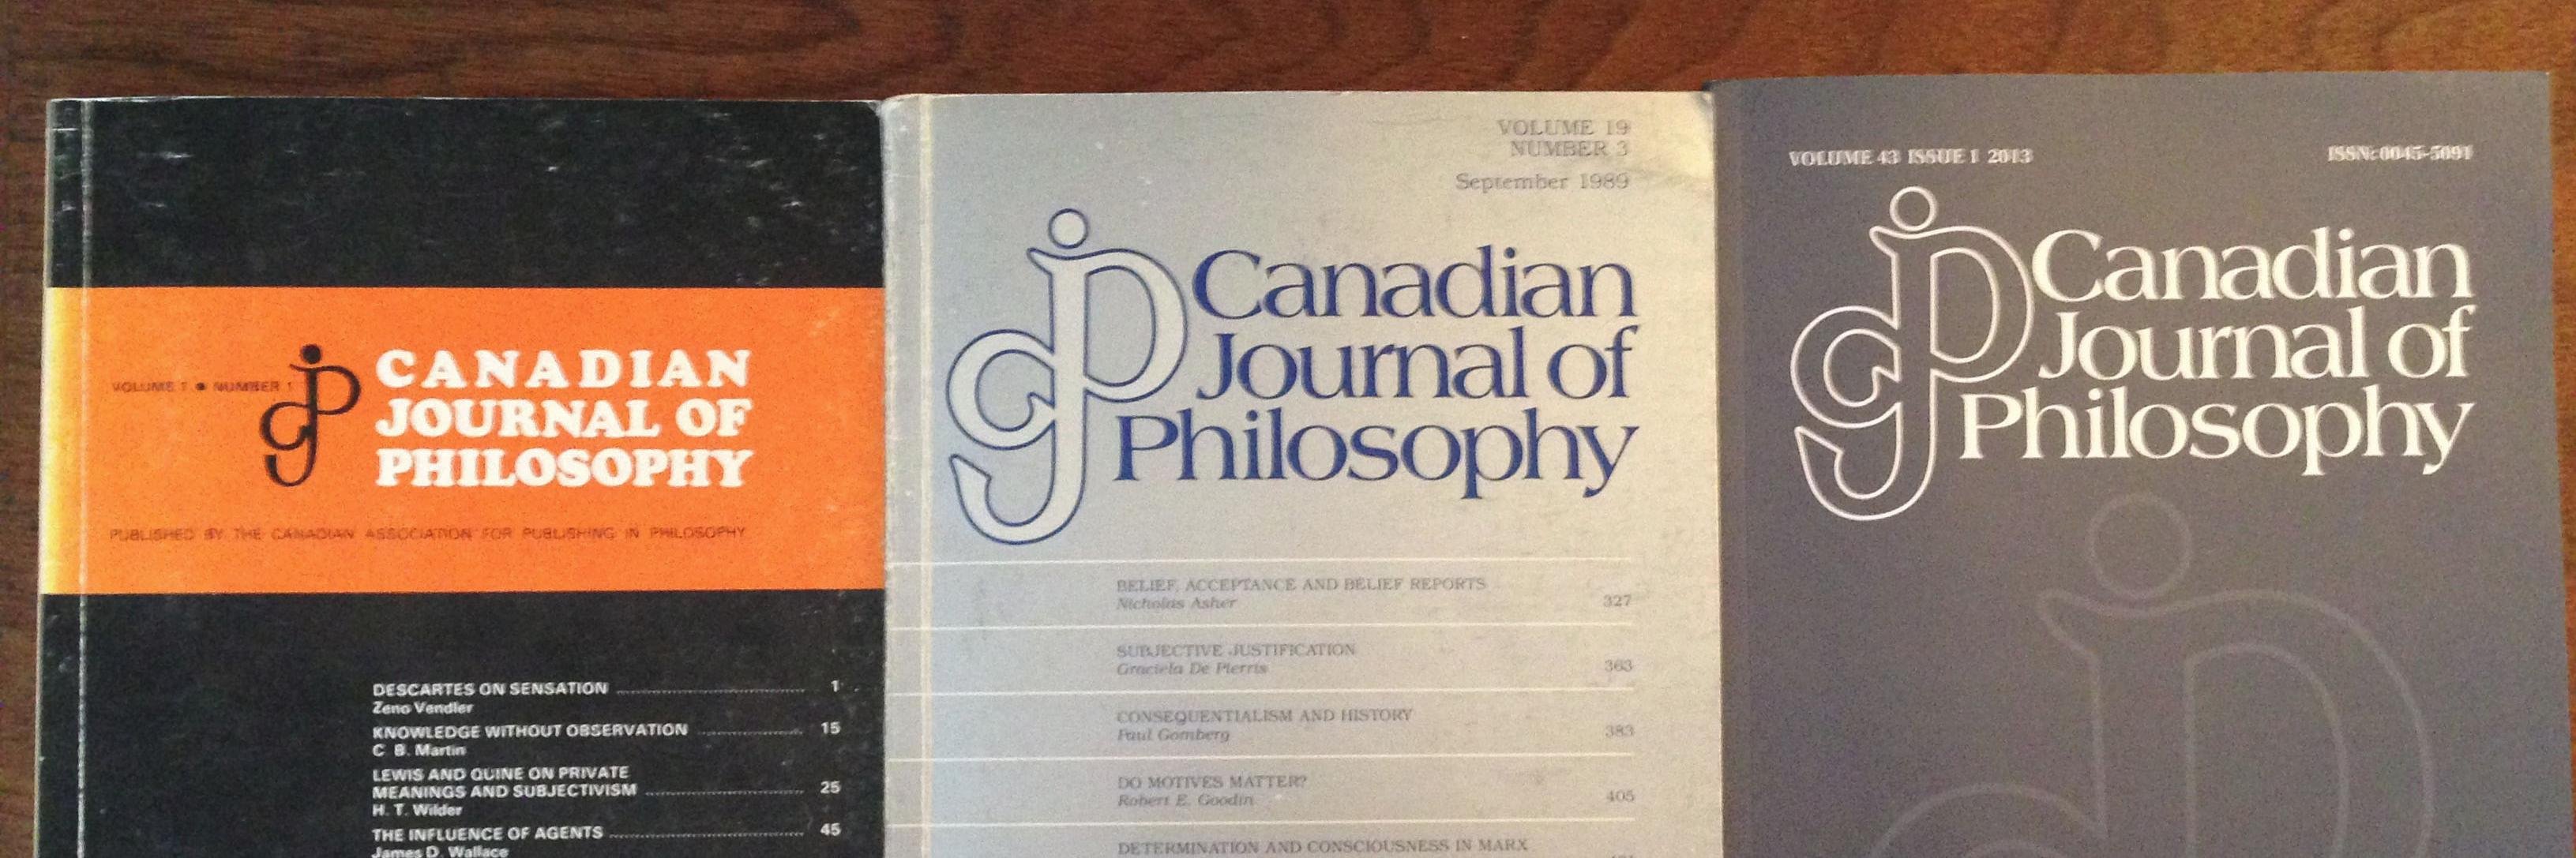 VOLUME 1 • NUMBER 1
CANADIAN
JOURNAL OF
PHILOSOPHY
PUBLISHED BY THE CANADIAN ASSOCIATION FOR PUBLISHING IN PHILOSOPHY
DESCARTES ON SENSATION 1
Zeno Vendler
KNOWLEDGE WITHOUT OBSERVATION 15
C B. Martin
LEWIS AND QUINE ON PRIVATE
MEANINGS AND SUBJECTIVISM 25
H. T. Wilder
THE INFLUENCE OF AGENTS 45
James D. Wallace
VOLUME 19
NUMBER 3
September 1989
cjp
Canadian
Journal of
Philosophy
BELIEF, ACCEPTANCE AND BELIEF REPORTS
Nicholas Asher 327
SUBJECTIVE JUSTIFICATION
Graciela De Pierris 363
CONSEQUENTIALISM AND HISTORY
Paul Gomberg 383
DO MOTIVES MATTER?
Robert E. Goodin 405
DETERMINATION AND CONSCIOUSNESS IN MARX
VOLUME 43 ISSUE 1 2013
ISSN:0045-5091
cjp
Canadian
Journal of
Philosophy